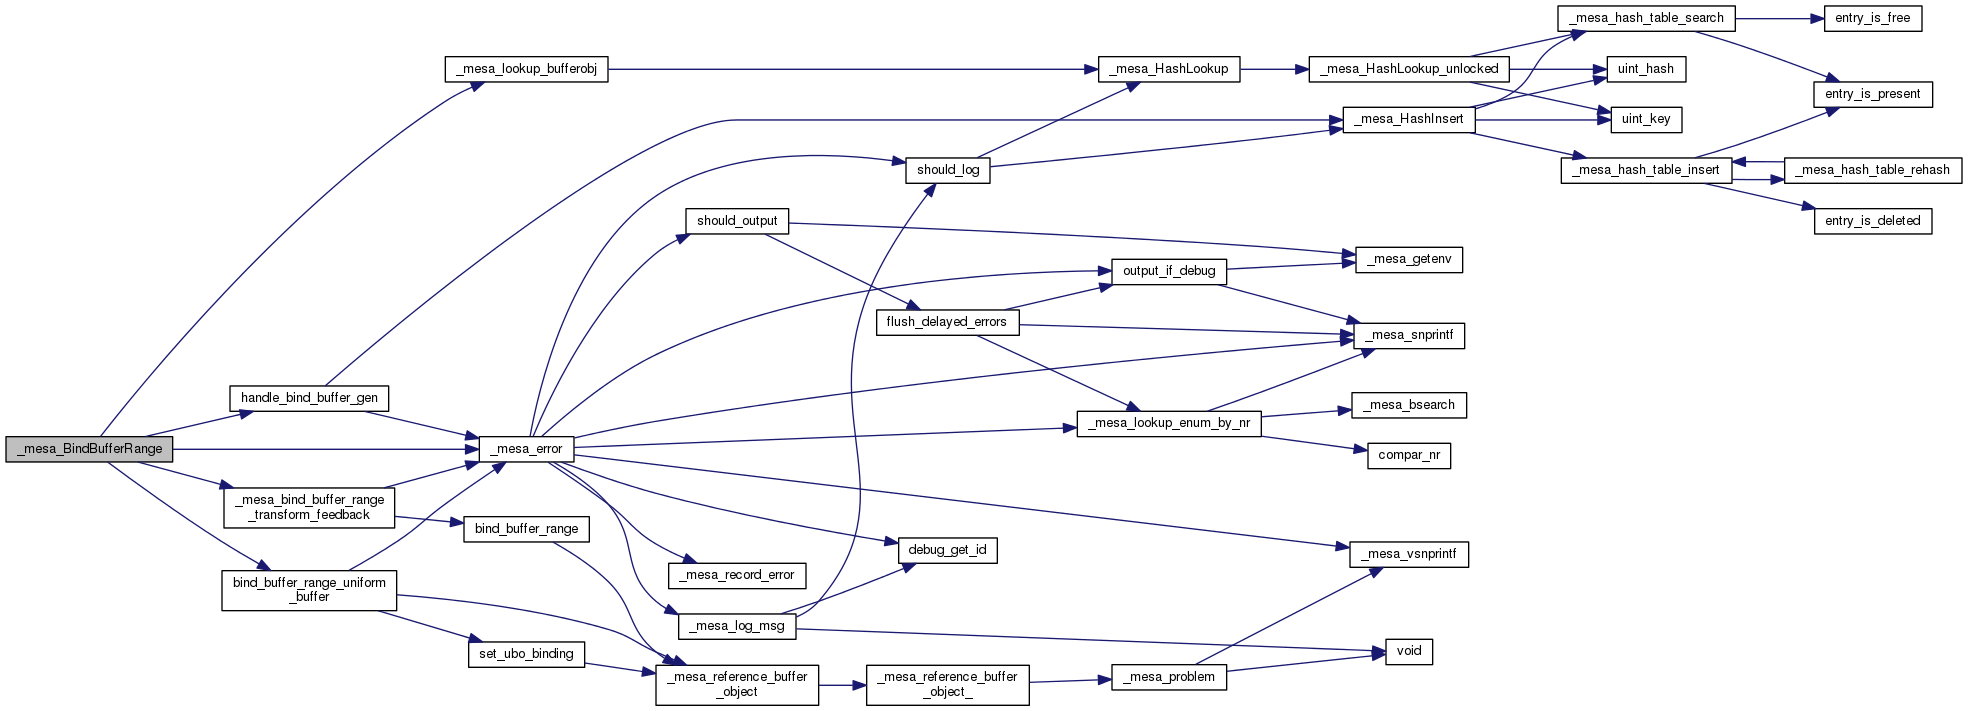 _mesa_BindBufferRange
_mesa_lookup_bufferobj
handle_bind_buffer_gen
_mesa_bind_buffer_range
_transform_feedback
bind_buffer_range_uniform
_buffer
_mesa_error
bind_buffer_range
set_ubo_binding
should_output
_mesa_record_error
_mesa_log_msg
_mesa_reference_buffer
_object
should_log
flush_delayed_errors
debug_get_id
_mesa_reference_buffer
_object_
_mesa_HashLookup
output_if_debug
_mesa_lookup_enum_by_nr
_mesa_problem
_mesa_HashLookup_unlocked
_mesa_HashInsert
_mesa_getenv
_mesa_snprintf
_mesa_bsearch
compar_nr
_mesa_vsnprintf
void
_mesa_hash_table_search
uint_hash
uint_key
_mesa_hash_table_insert
entry_is_free
entry_is_present
_mesa_hash_table_rehash
entry_is_deleted